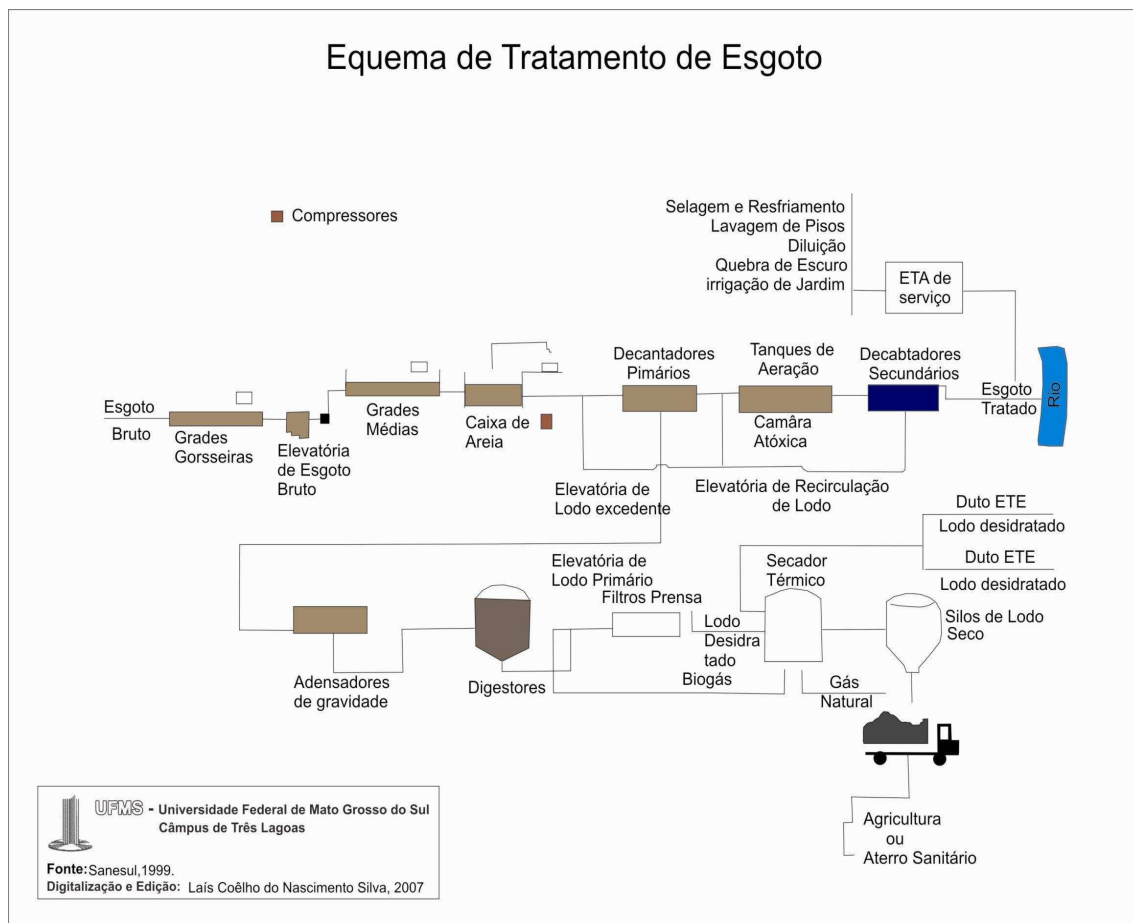 Equema de Tratamento de Esgoto
Compressores
Selagem e Resfriamento
Lavagem de Pisos
Diluição
Quebra de Escuro
irrigação de Jardim
ETA de
serviço
Esgoto
Bruto
Grades
Gorsseiras
Elevatória
de Esgoto
Bruto
Grades
Médias
Caixa de
Areia
Decantadores
Pimários
Tanques de
Aeração
Camâra
Atóxica
Decabtadores
Secundários
Esgoto
Tratado
Rio
Elevatória de
Lodo excedente
Elevatória de Recirculação
de Lodo
Duto ETE
Lodo desidratado
Duto ETE
Lodo desidratado
Elevatória de
Lodo Primário
Filtros Prensa
Secador
Térmico
Lodo
Desidra
tado
Biogás
Gás
Natural
Silos de Lodo
Seco
Adensadores
de gravidade
Digestores
Agricultura
ou
Aterro Sanitário
UFMS - Universidade Federal de Mato Grosso do Sul
Câmpus de Três Lagoas
Fonte: Sanesul,1999.
Digitalização e Edição: Laís Coêlho do Nascimento Silva, 2007